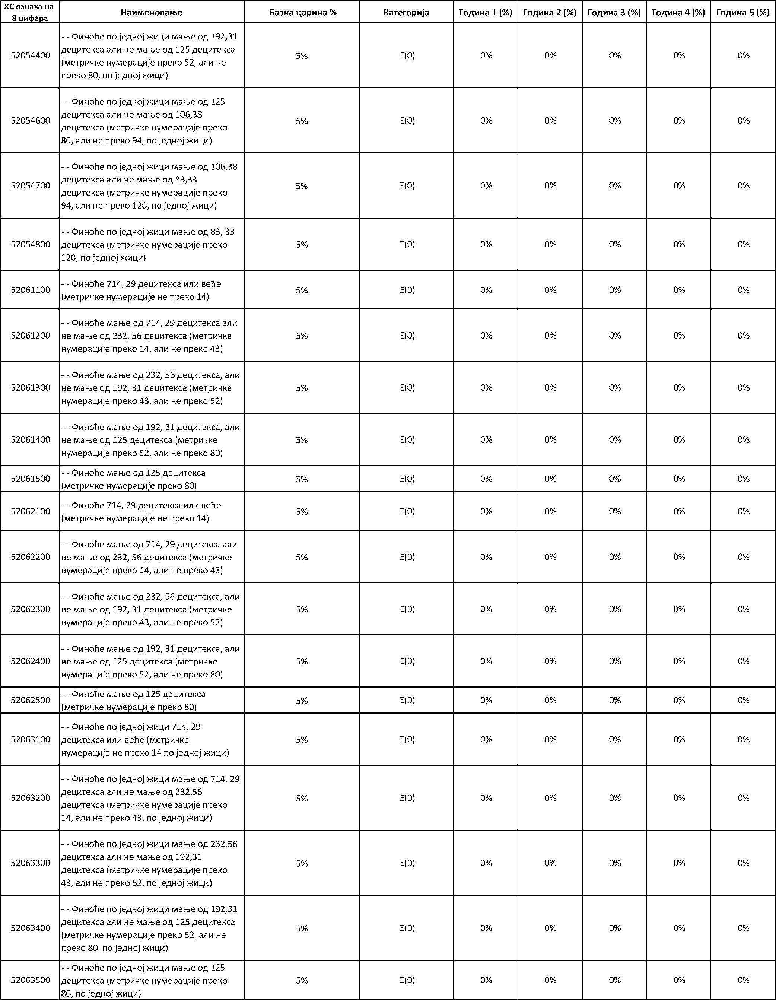 ХС ознака на
8 цифара
Наименовање
Базна царина %
Категорија
Година 1 (%)
Година 2 (%)
Година 3 (%)
Година 4 (%)
Година 5 (%)
52054400
- - Финоће по једној жици мање од 192,31
децитекса али не мање од 125 децитекса
(метричке нумерације преко 52, али не
преко 80, по једној жици)
5%
E(0)
0%
0%
0%
0%
0%
52054600
- - Финоће по једној жици мање од 125
децитекса али не мање од 106,38
децитекса (метричке нумерације преко
80, али не преко 94, по једној жици)
5%
E(0)
0%
0%
0%
0%
0%
52054700
- - Финоће по једној жици мање од 106,38
децитекса али не мање од 83,33
децитекса (метричке нумерације преко
94, али не преко 120, по једној жици)
5%
E(0)
0%
0%
0%
0%
0%
52054800
- - Финоће по једној жици мање од 83, 33
децитекса (метричке нумерације преко
120, по једној жици)
5%
E(0)
0%
0%
0%
0%
0%
52061100
- - Финоће 714, 29 децитекса или веће
(метричке нумерације не преко 14)
5%
E(0)
0%
0%
0%
0%
0%
52061200
- - Финоће мање од 714, 29 децитекса али
не мање од 232, 56 децитекса (метричке
нумерације преко 14, али не преко 43)
5%
E(0)
0%
0%
0%
0%
0%
52061300
- - Финоће мање од 232, 56 децитекса, али
не мање од 192, 31 децитекса (метричке
нумерације преко 43, али не преко 52)
5%
E(0)
0%
0%
0%
0%
0%
52061400
- - Финоће мање од 192, 31 децитекса, али
не мање од 125 децитекса (метричке
нумерације преко 52, али не преко 80)
5%
E(0)
0%
0%
0%
0%
0%
52061500
- - Финоће мање од 125 децитекса
(метричке нумерације преко 80)
5%
E(0)
0%
0%
0%
0%
0%
52062100
- - Финоће 714, 29 децитекса или веће
(метричке нумерације не преко 14)
5%
E(0)
0%
0%
0%
0%
0%
52062200
- - Финоће мање од 714, 29 децитекса али
не мање од 232, 56 децитекса (метричке
нумерације преко 14, али не преко 43)
5%
E(0)
0%
0%
0%
0%
0%
52062300
- - Финоће мање од 232, 56 децитекса, али
не мање од 192, 31 децитекса (метричке
нумерације преко 43, али не преко 52)
5%
E(0)
0%
0%
0%
0%
0%
52062400
- - Финоће мање од 192, 31 децитекса, али
не мање од 125 децитекса (метричке
нумерације преко 52, али не преко 80)
5%
E(0)
0%
0%
0%
0%
0%
52062500
- - Финоће мање од 125 децитекса
(метричке нумерације преко 80)
5%
E(0)
0%
0%
0%
0%
0%
52063100
- - Финоће по једној жици 714, 29
децитекса или веће (метричке
нумерације не преко 14 по једној жици)
5%
E(0)
0%
0%
0%
0%
0%
52063200
- - Финоће по једној жици мање од 714, 29
децитекса али не мање од 232,56
децитекса (метричке нумерације преко
14, али не преко 43, по једној жици)
5%
E(0)
0%
0%
0%
0%
0%
52063300
- - Финоће по једној жици мање од 232,56
децитекса али не мање од 192,31
децитекса (метричке нумерације преко
43, али не преко 52, по једној жици)
5%
E(0)
0%
0%
0%
0%
0%
52063400
- - Финоће по једној жици мање од 192,31
децитекса али не мање од 125 децитекса
(метричке нумерације преко 52, али не
преко 80, по једној жици)
5%
E(0)
0%
0%
0%
0%
0%
52063500
- - Финоће по једној жици мање од 125
децитекса (метричке нумерације преко
80, по једној жици)
5%
E(0)
0%
0%
0%
0%
0%